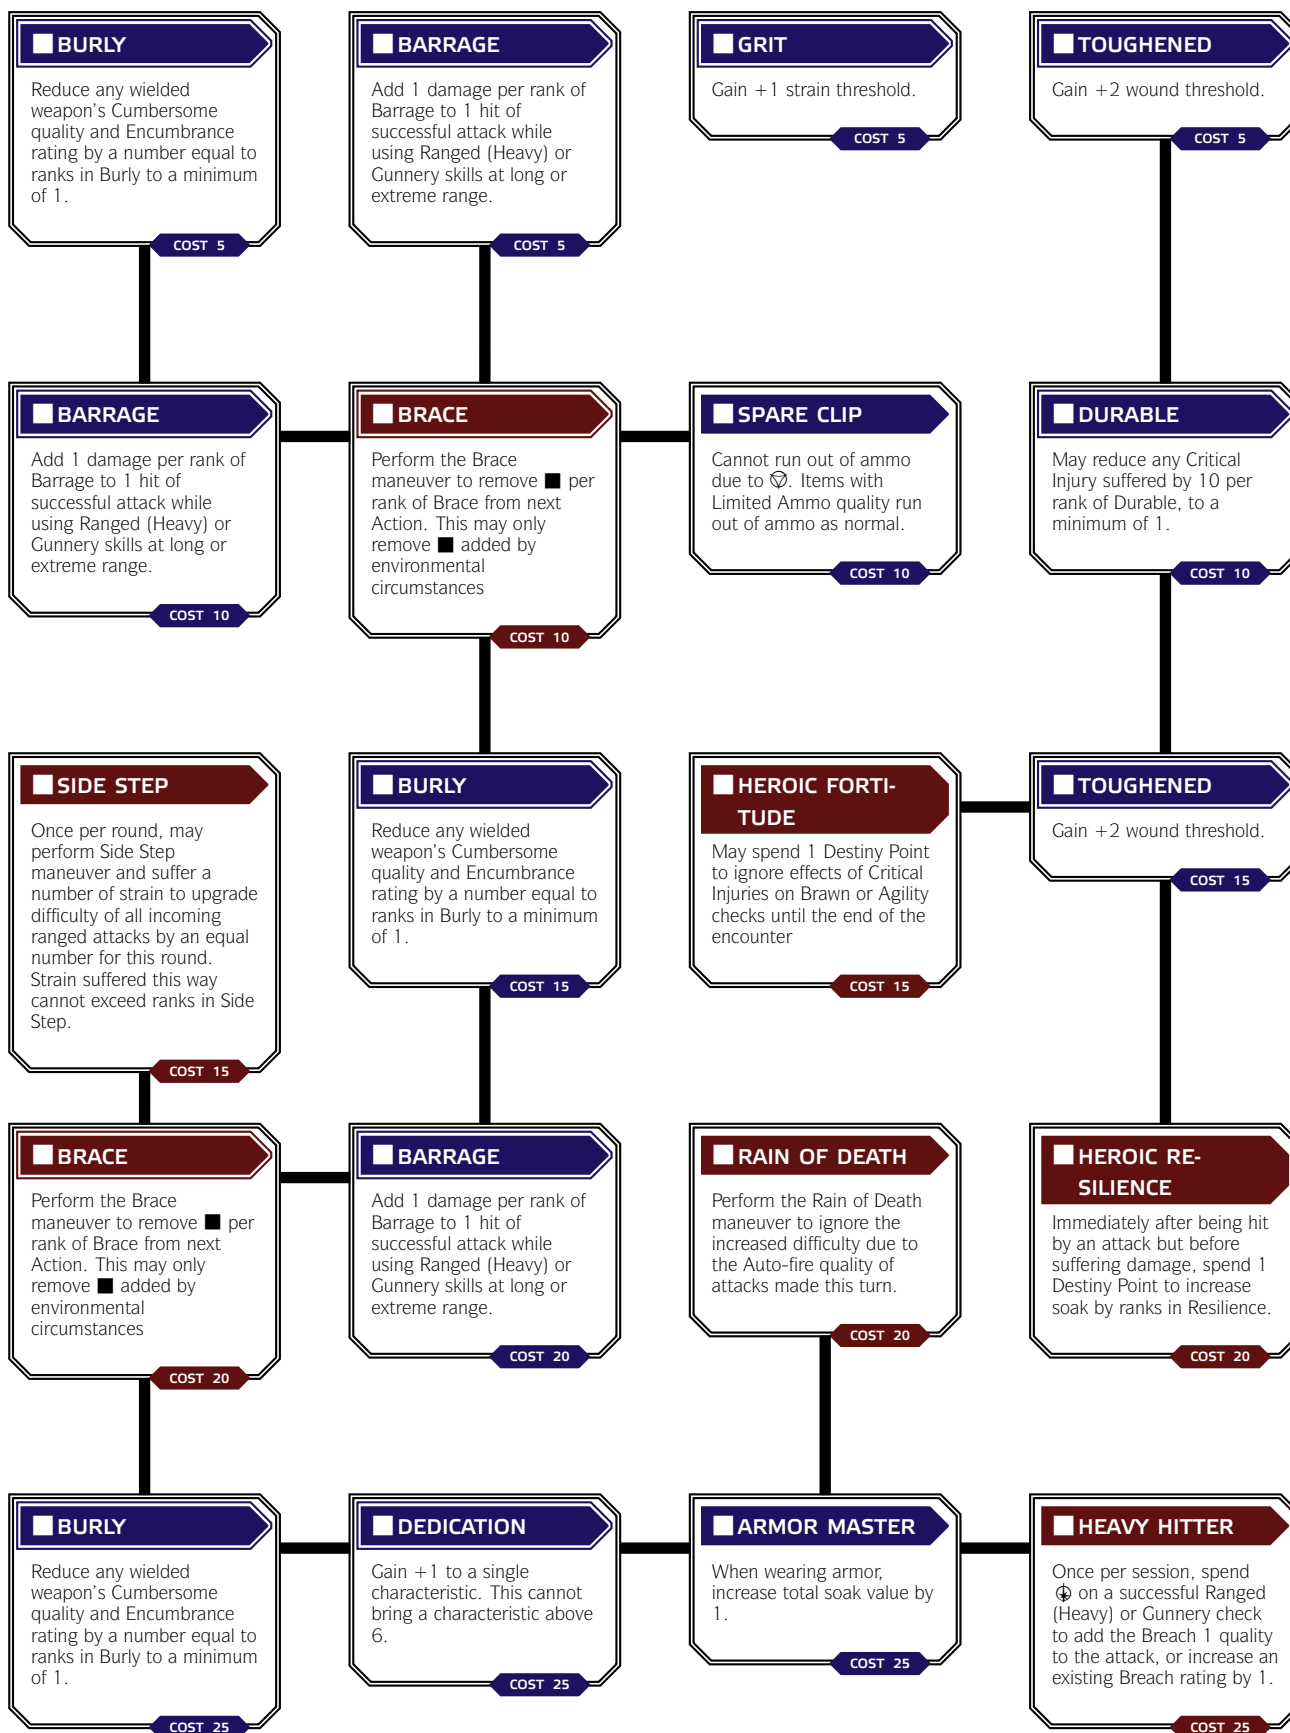 BURLY
Reduce any wielded
weapon's Cumbersome
quality and Encumbrance
rating by a number equal to
ranks in Burly to a minimum
of 1.
COST 5
BARRAGE
Add 1 damage per rank of
Barrage to 1 hit of
successful attack while
using Ranged (Heavy) or
Gunnery skills at long or
extreme range.
COST 5
GRIT
Gain +1 strain threshold.
COST 5
TOUGHENED
Gain +2 wound threshold.
COST 5
BARRAGE
Add 1 damage per rank of
Barrage to 1 hit of
successful attack while
using Ranged (Heavy) or
Gunnery skills at long or
extreme range.
COST 10
BRACE
Perform the Brace
maneuver to remove ■ per
rank of Brace from next
Action. This may only
remove ■ added by
environmental
circumstances
COST 10
SPARE CLIP
Cannot run out of ammo
due to . Items with
Limited Ammo quality run
out of ammo as normal.
COST 10
DURABLE
May reduce any Critical
Injury suffered by 10 per
rank of Durable, to a
minimum of 1.
COST 10
SIDE STEP
Once per round, may
perform Side Step
maneuver and suffer a
number of strain to upgrade
difficulty of all incoming
ranged attacks by an equal
number for this round.
Strain suffered this way
cannot exceed ranks in Side
Step.
COST 15
BURLY
Reduce any wielded
weapon's Cumbersome
quality and Encumbrance
rating by a number equal to
ranks in Burly to a minimum
of 1.
COST 15
HEROIC FORTI-
TUDE
May spend 1 Destiny Point
to ignore effects of Critical
Injuries on Brawn or Agility
checks until the end of the
encounter
COST 15
TOUGHENED
Gain +2 wound threshold.
COST 15
BRACE
Perform the Brace
maneuver to remove ■ per
rank of Brace from next
Action. This may only
remove ■ added by
environmental
circumstances
COST 20
BARRAGE
Add 1 damage per rank of
Barrage to 1 hit of
successful attack while
using Ranged (Heavy) or
Gunnery skills at long or
extreme range.
COST 20
RAIN OF DEATH
Perform the Rain of Death
maneuver to ignore the
increased difficulty due to
the Auto-fire quality of
attacks made this turn.
COST 20
HEROIC RE-
SILIENCE
Immediately after being hit
by an attack but before
suffering damage, spend 1
Destiny Point to increase
soak by ranks in Resilience.
COST 20
BURLY
Reduce any wielded
weapon's Cumbersome
quality and Encumbrance
rating by a number equal to
ranks in Burly to a minimum
of 1.
COST 25
DEDICATION
Gain +1 to a single
characteristic. This cannot
bring a characteristic above
6.
COST 25
ARMOR MASTER
When wearing armor,
increase total soak value by
1.
COST 25
HEAVY HITTER
Once per session, spend
on a successful Ranged
(Heavy) or Gunnery check
to add the Breach 1 quality
to the attack, or increase an
existing Breach rating by 1.
COST 25